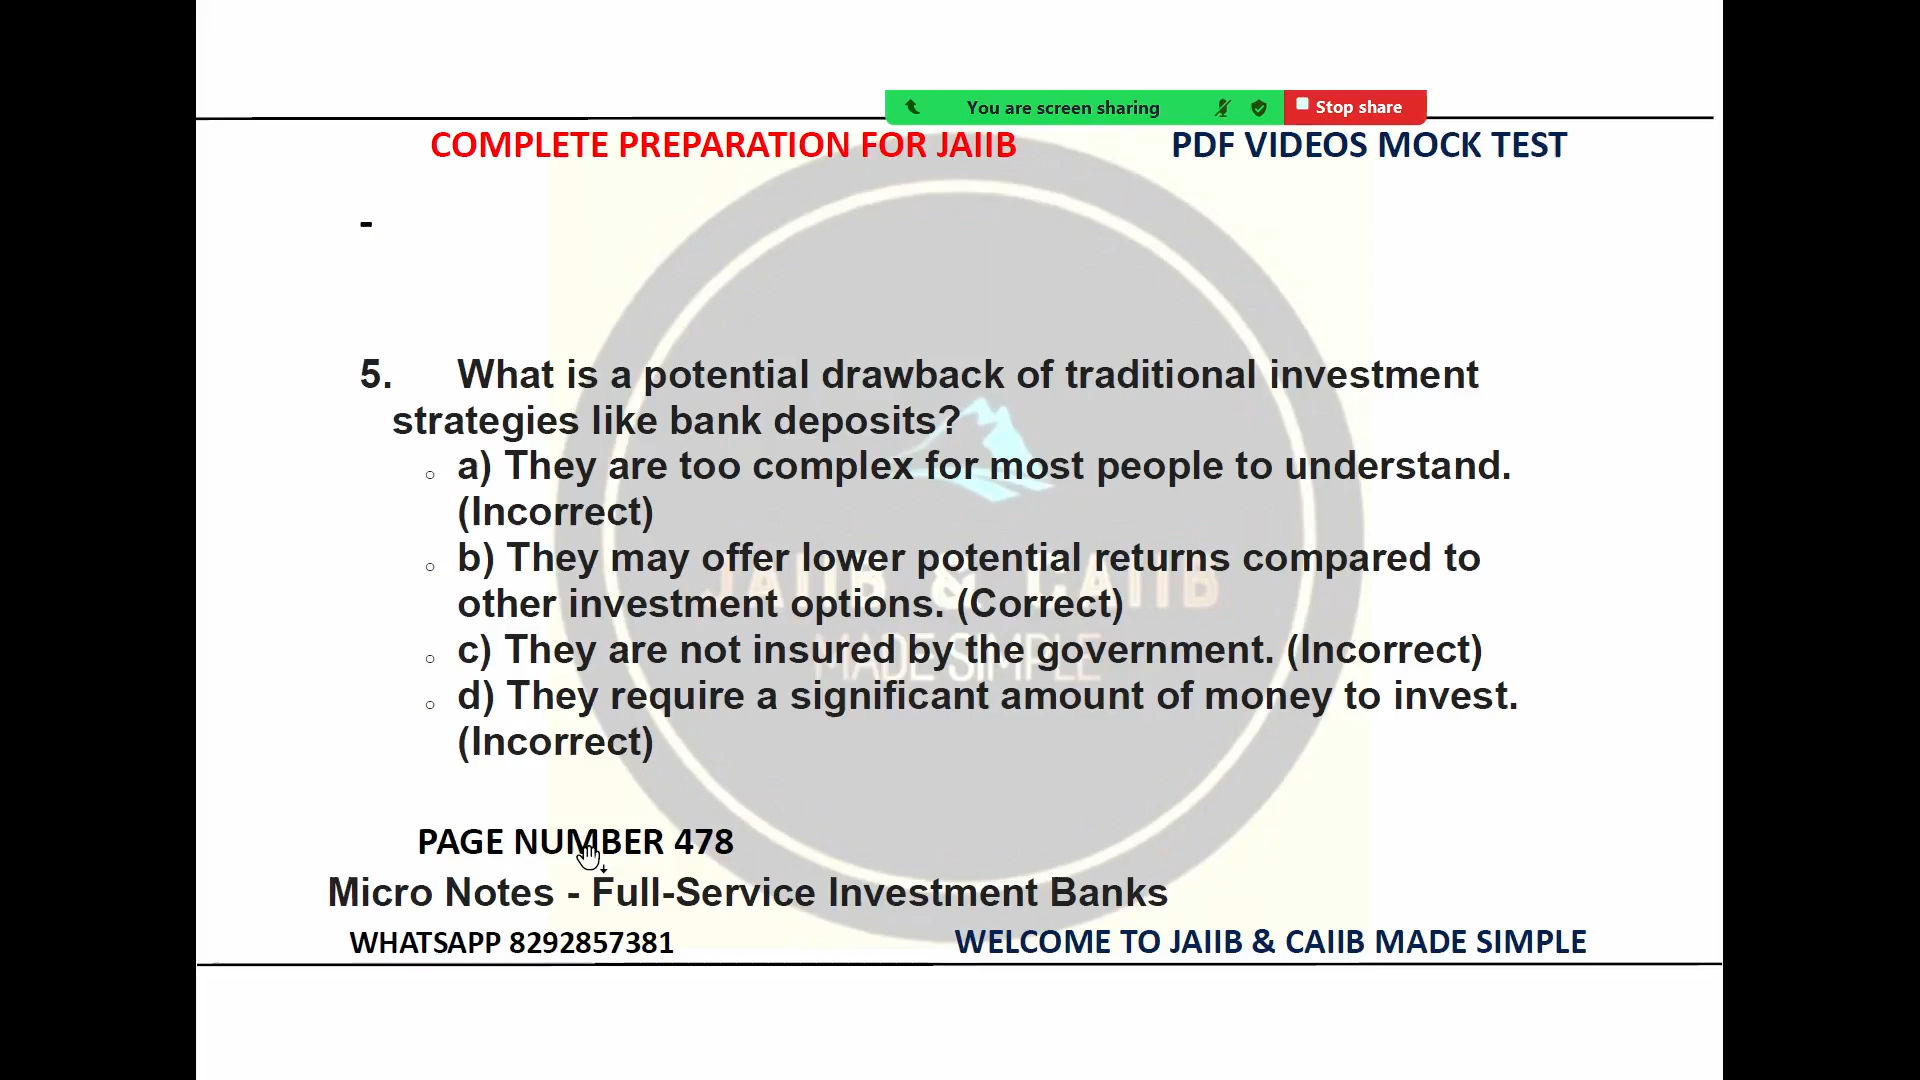 You are screen sharing Stop share
COMPLETE PREPARATION FOR JAIIB PDF VIDEOS MOCK TEST
-
5. What is a potential drawback of traditional investment
strategies like bank deposits?
○ a) They are too complex for most people to understand.
(Incorrect)
○ b) They may offer lower potential returns compared to
other investment options. (Correct)
JAIIB & CAIIB
○ c) They are not insured by the government. (Incorrect)
MADE SIMPLE
○ d) They require a significant amount of money to invest.
(Incorrect)
PAGE NUMBER 478
Micro Notes - Full-Service Investment Banks
WHATSAPP 8292857381 WELCOME TO JAIIB & CAIIB MADE SIMPLE